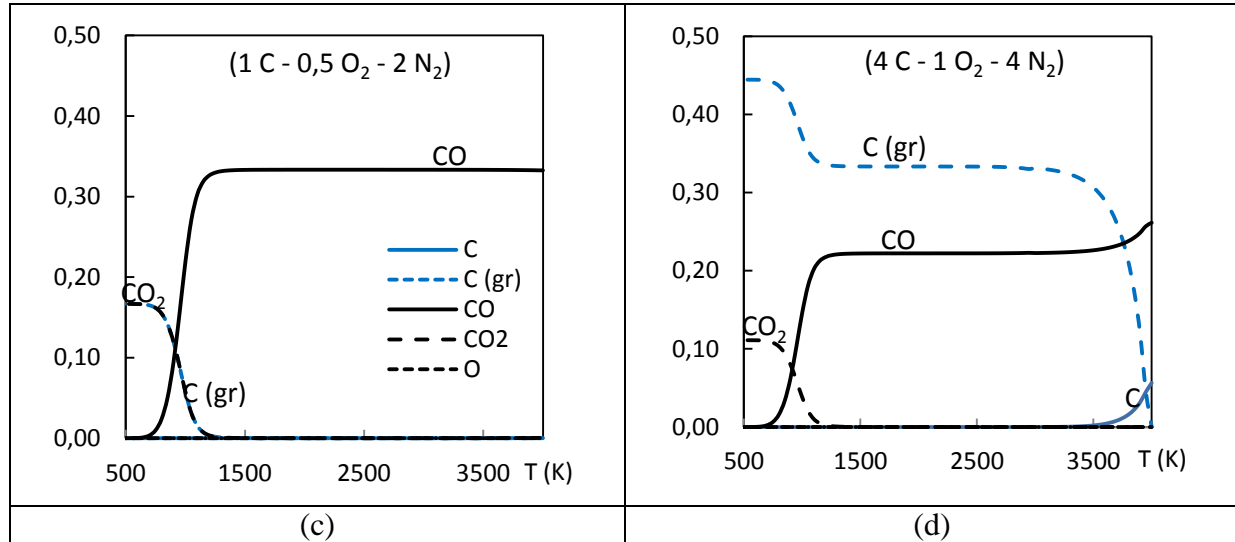 (1 C - 0,5 O₂ - 2 N₂)
0,50
0,40
0,30
0,20
0,10
0,00
CO
CO₂
C (gr)
C
C (gr)
CO
CO2
O
500
1500
2500
3500
T (K)
(c)
(4 C - 1 O₂ - 4 N₂)
0,50
0,40
0,30
0,20
0,10
0,00
C (gr)
CO
CO₂
C
500
1500
2500
3500
T (K)
(d)